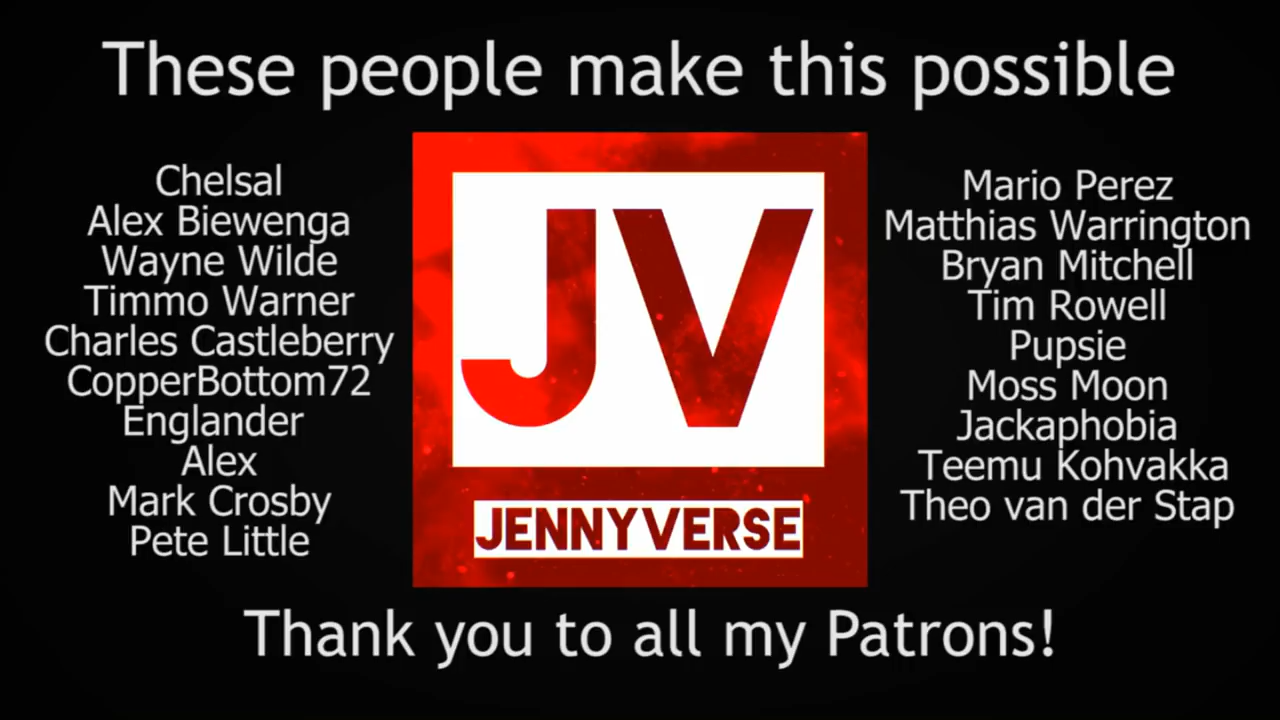 These people make this possible
Chelsal
Alex Biewenga
Wayne Wilde
Timmo Warner
Charles Castleberry
CopperBottom72
Englander
Alex
Mark Crosby
Pete Little
JV
JENNYVERSE
Mario Perez
Matthias Warrington
Bryan Mitchell
Tim Rowell
Pupsie
Moss Moon
Jackaphobia
Teemu Kohvakka
Theo van der Stap
Thank you to all my Patrons!